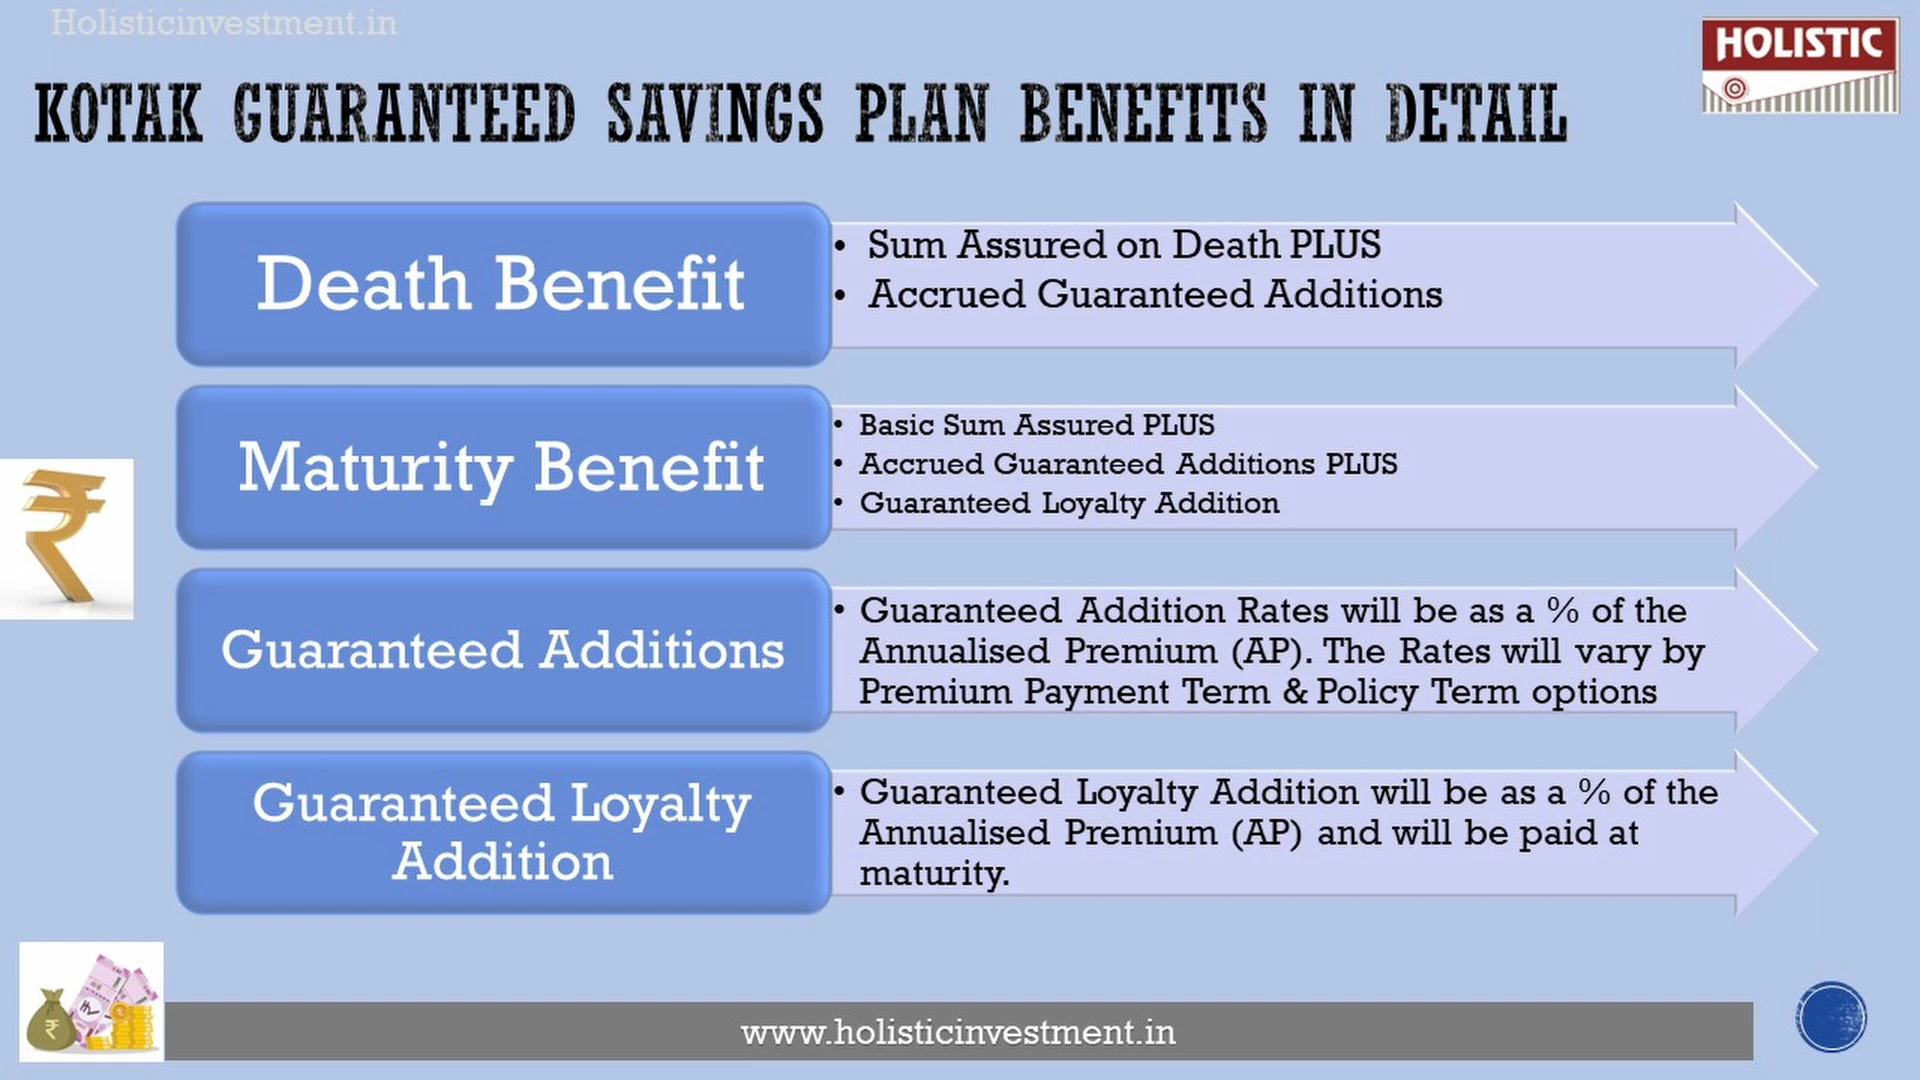 Holisticinvestment.in
HOLISTIC
KOTAK GUARANTEED SAVINGS PLAN BENEFITS IN DETAIL
Death Benefit
• Sum Assured on Death PLUS
• Accrued Guaranteed Additions
Maturity Benefit
• Basic Sum Assured PLUS
• Accrued Guaranteed Additions PLUS
• Guaranteed Loyalty Addition
Guaranteed Additions
• Guaranteed Addition Rates will be as a % of the
Annualised Premium (AP). The Rates will vary by
Premium Payment Term & Policy Term options
Guaranteed Loyalty
Addition
• Guaranteed Loyalty Addition will be as a % of the
Annualised Premium (AP) and will be paid at
maturity.
www.holisticinvestment.in